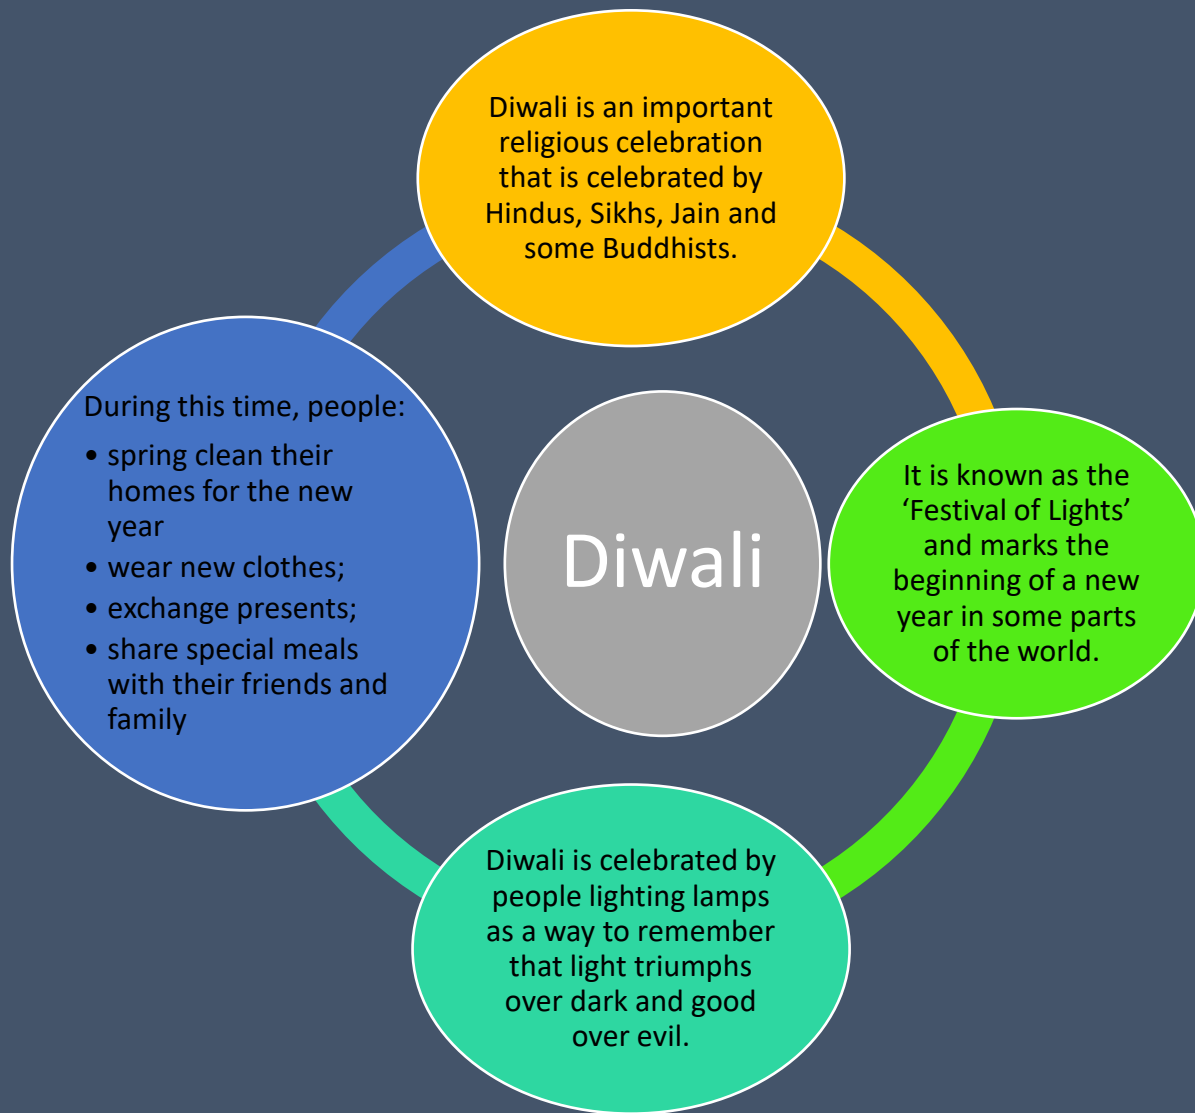 Diwali is an important
religious celebration
that is celebrated by
Hindus, Sikhs, Jain and
some Buddhists.
It is known as the
‘Festival of Lights’
and marks the
beginning of a new
year in some parts
of the world.
Diwali is celebrated by
people lighting lamps
as a way to remember
that light triumphs
over dark and good
over evil.
During this time, people:
• spring clean their
homes for the new
year
• wear new clothes;
• exchange presents;
• share special meals
with their friends and
family
Diwali